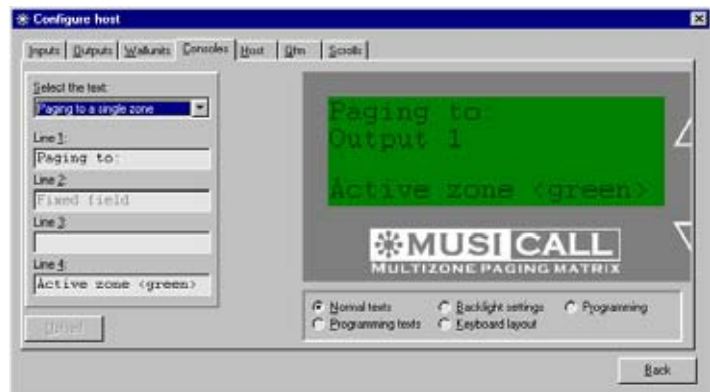 Configure host
Inputs Outputs Wallunits Consoles Host Qfm Scrolls
Select the text:
Paging to a single zone
Line 1:
Paging to:
Line 2:
Fixed field
Line 3:
Line 4:
Active zone <green>
Paging to:
Output 1
Active zone <green>
MUSICALL
MULTIZONE PAGING MATRIX
Normal texts Backlight settings Programming
Programming texts Keyboard layout
Back